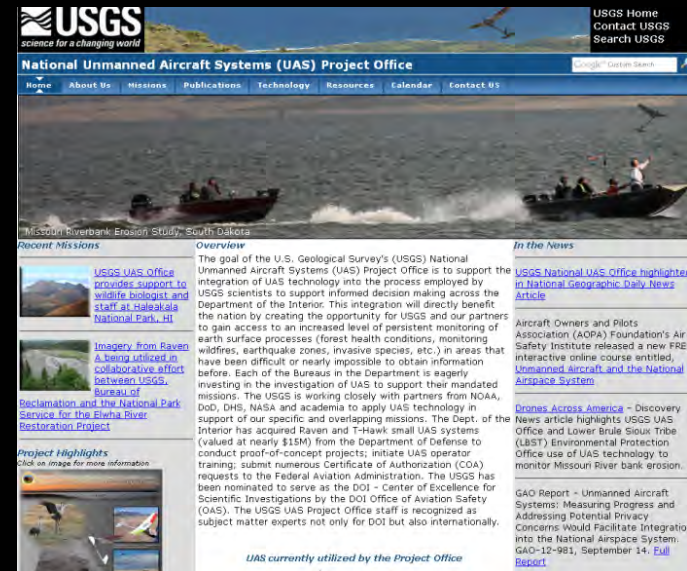 USGS
science for a changing world
USGS Home
Contact USGS
Search USGS
National Unmanned Aircraft Systems (UAS) Project Office
Google™ Custom Search
Home About Us Missions Publications Technology Resources Calendar Contact US
Missouri Riverbank Erosion Study, South Dakota
Recent Missions
USGS UAS Office
provides support to
wildlife biologist and
staff at Haleakala
National Park, HI
Imagery from Raven
A being utilized in
collaborative effort
between USGS,
Bureau of
Reclamation and the National Park
Service for the Elwha River
Restoration Project
Project Highlights
Click on image for more information
Overview
The goal of the U.S. Geological Survey's (USGS) National
Unmanned Aircraft Systems (UAS) Project Office is to support the
integration of UAS technology into the process employed by
USGS scientists to support informed decision making across the
Department of the Interior. This integration will directly benefit
the nation by creating the opportunity for USGS and our partners
to gain access to an increased level of persistent monitoring of
earth surface processes (forest health conditions, monitoring
wildfires, earthquake zones, invasive species, etc.) in areas that
have been difficult or nearly impossible to obtain information
before. Each of the Bureaus in the Department is eagerly
investing in the investigation of UAS to support their mandated
missions. The USGS is working closely with partners from NOAA,
DoD, DHS, NASA and academia to apply UAS technology in
support of our specific and overlapping missions. The Dept. of the
Interior has acquired Raven and T-Hawk small UAS systems
(valued at nearly $15M) from the Department of Defense to
conduct proof-of-concept projects; initiate UAS operator
training; submit numerous Certificate of Authorization (COA)
requests to the Federal Aviation Administration. The USGS has
been nominated to serve as the DOI - Center of Excellence for
Scientific Investigations by the DOI Office of Aviation Safety
(OAS). The USGS UAS Project Office staff is recognized as
subject matter experts not only for DOI but also internationally.
UAS currently utilized by the Project Office
In the News
USGS National UAS Office highlighted
in National Geographic Daily News
Article
Aircraft Owners and Pilots
Association (AOPA) Foundation's Air
Safety Institute released a new FRE
interactive online course entitled,
Unmanned Aircraft and the National
Airspace System
Drones Across America - Discovery
News article highlights USGS UAS
Office and Lower Brule Sioux Tribe
(LBST) Environmental Protection
Office use of UAS technology to
monitor Missouri River bank erosion.
GAO Report - Unmanned Aircraft
Systems: Measuring Progress and
Addressing Potential Privacy
Concerns Would Facilitate Integratio
into the National Airspace System.
GAO-12-981, September 14. Full
Report